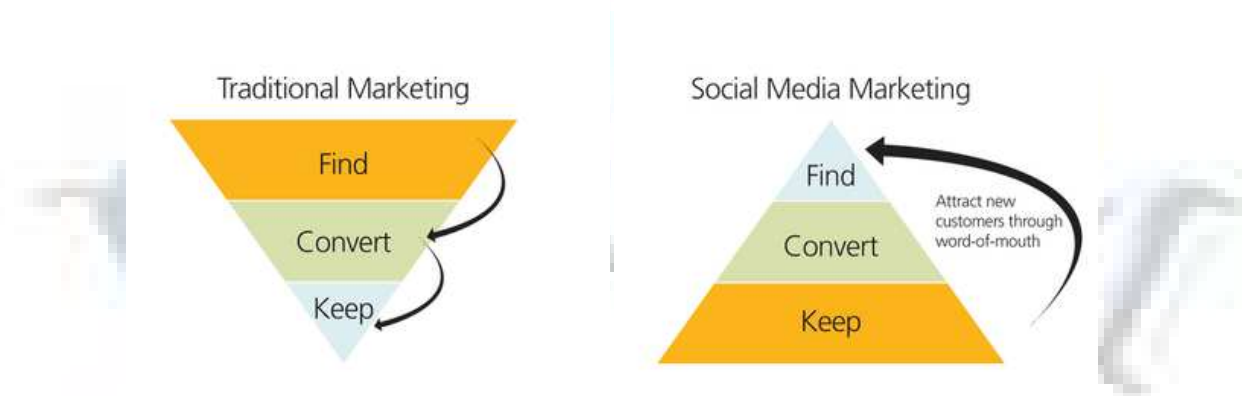 Traditional Marketing
Find
Convert
Keep
Social Media Marketing
Find
Attract new
customers through
word-of-mouth
Convert
Keep